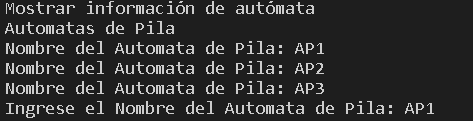 Mostrar información de autómata
Automatas de Pila
Nombre del Automata de Pila: AP1
Nombre del Automata de Pila: AP2
Nombre del Automata de Pila: AP3
Ingrese el Nombre del Automata de Pila: AP1